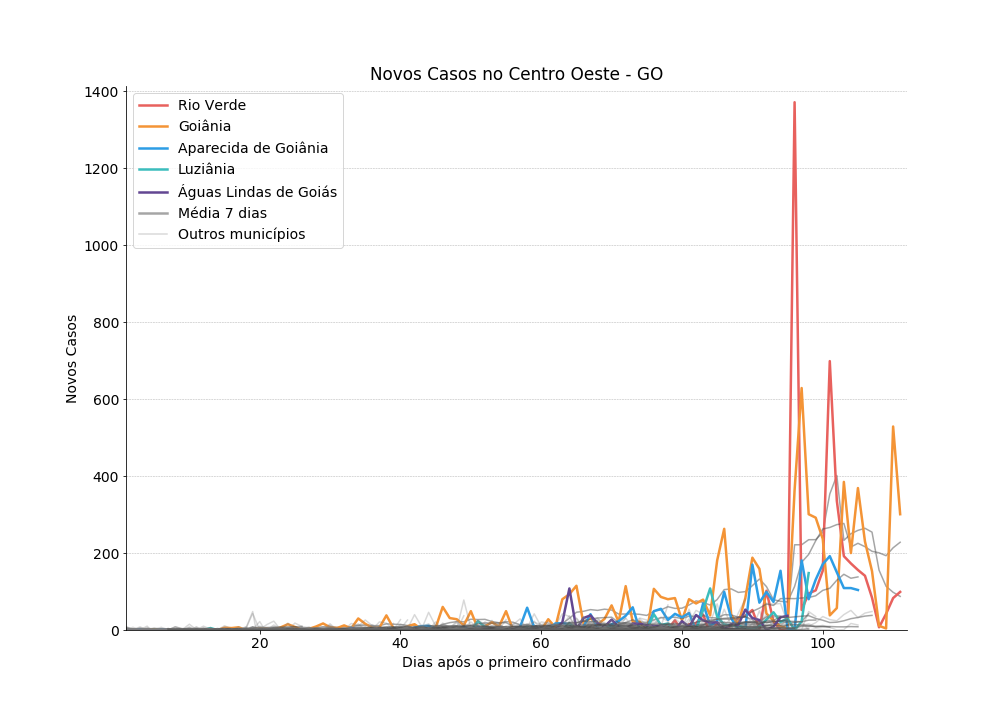 Novos Casos no Centro Oeste - GO
1400
1200
1000
800
600
400
200
0
Novos Casos
Rio Verde
Goiânia
Aparecida de Goiânia
Luziânia
Águas Lindas de Goiás
Média 7 dias
Outros municípios
20
40
60
80
100
Dias após o primeiro confirmado